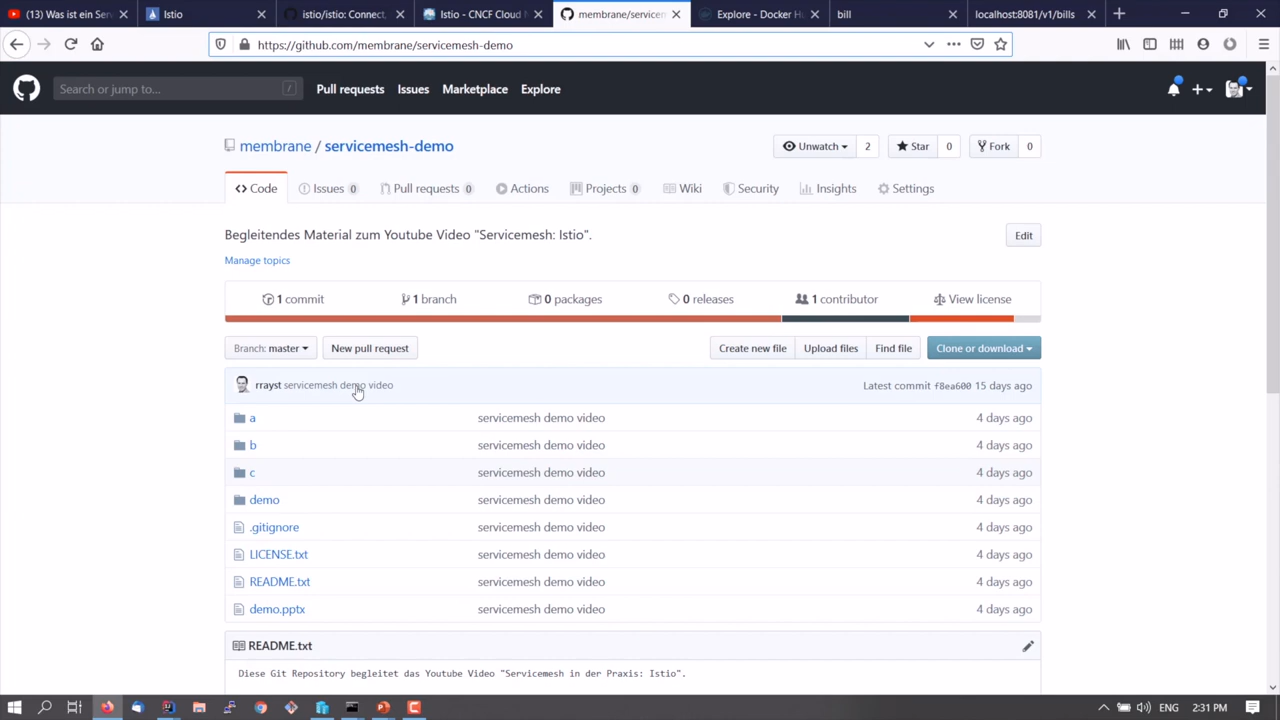 (13) Was ist ein Serv
Istio
istio/istio: Connect,
Istio - CNCF Cloud N
membrane/servicem
Explore - Docker Hu
bill
localhost:8081/v1/bills
https://github.com/membrane/servicemesh-demo
Search or jump to... /
Pull requests Issues Marketplace Explore
membrane / servicemesh-demo
Unwatch 2 Star 0 Fork 0
Code Issues 0 Pull requests 0 Actions Projects 0 Wiki Security Insights Settings
Begleitendes Material zum Youtube Video "Servicemesh: Istio".
Edit
Manage topics
1 commit 1 branch 0 packages 0 releases 1 contributor View license
Branch: master New pull request Create new file Upload files Find file Clone or download
rrayst servicemesh demo video Latest commit f8ea600 15 days ago
a servicemesh demo video 4 days ago
b servicemesh demo video 4 days ago
c servicemesh demo video 4 days ago
demo servicemesh demo video 4 days ago
.gitignore servicemesh demo video 4 days ago
LICENSE.txt servicemesh demo video 4 days ago
README.txt servicemesh demo video 4 days ago
demo.pptx servicemesh demo video 4 days ago
README.txt
Diese Git Repository begleitet das Youtube Video "Servicemesh in der Praxis: Istio".
ENG 2:31 PM